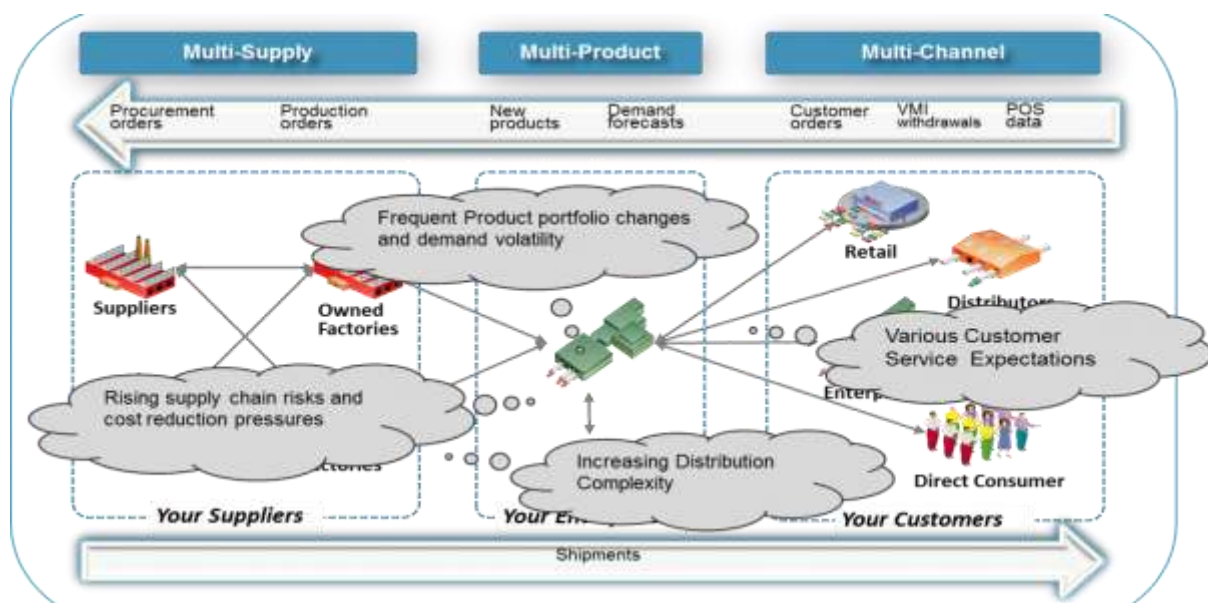 Multi-Supply
Multi-Product
Multi-Channel
Procurement
orders
Production
orders
New
products
Demand
forecasts
Customer
orders
VMI
withdrawals
POS
data
Frequent Product portfolio changes
and demand volatility
Retail
Suppliers
Owned
Factories
Distributors
Various Customer
Service Expectations
Rising supply chain risks and
cost reduction pressures
Increasing Distribution
Complexity
Direct Consumer
Your Suppliers
Your
Your Customers
Shipments